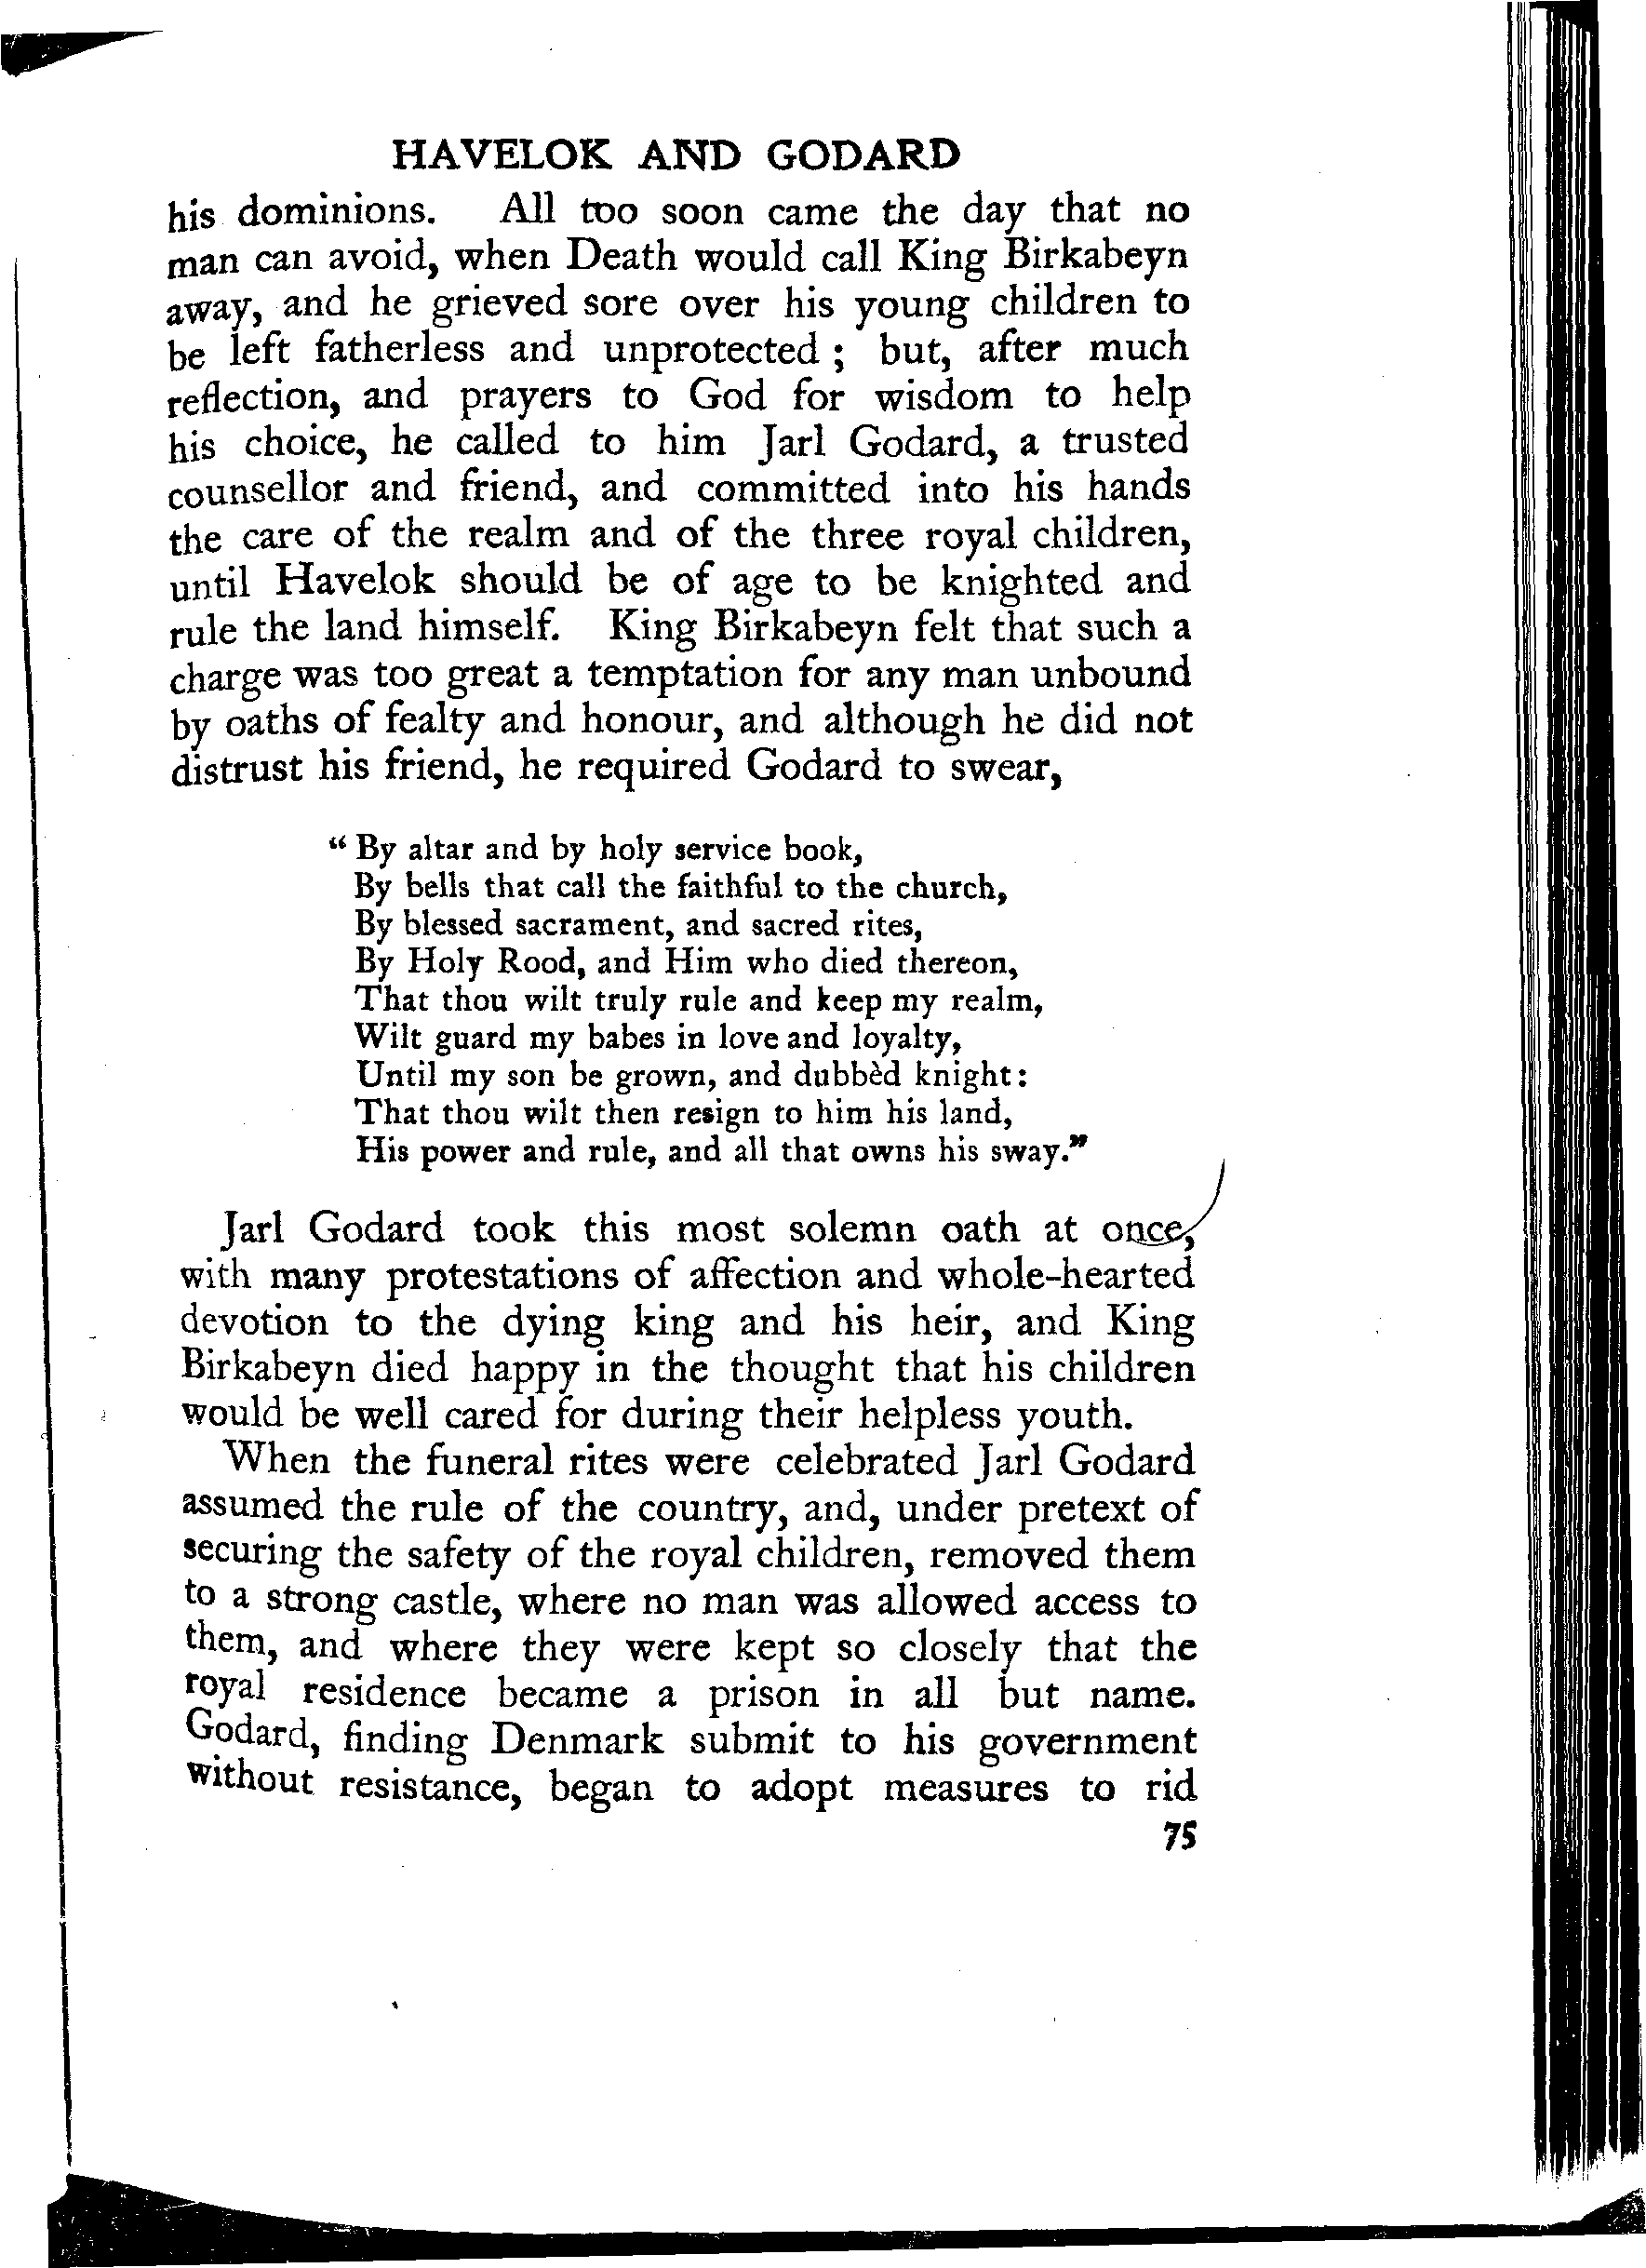 HAVELOK AND GODARD
his dominions. All too soon came the day that no
man can avoid, when Death would call King Birkabeyn
away, and he grieved sore over his young children to
be left fatherless and unprotected ; but, after much
reflection, and prayers to God for wisdom to help
his choice, he called to him Jarl Godard, a trusted
counsellor and friend, and committed into his hands
the care of the realm and of the three royal children,
until Havelok should be of age to be knighted and
rule the land himself. King Birkabeyn felt that such a
charge was too great a temptation for any man unbound
by oaths of fealty and honour, and although he did not
distrust his friend, he required Godard to swear,
“ By altar and by holy service book,
By bells that call the faithful to the church,
By blessed sacrament, and sacred rites,
By Holy Rood, and Him who died thereon,
That thou wilt truly rule and keep my realm,
Wilt guard my babes in love and loyalty,
Until my son be grown, and dubbèd knight:
That thou wilt then resign to him his land,
His power and rule, and all that owns his sway.”
Jarl Godard took this most solemn oath at once,
with many protestations of affection and whole-hearted
devotion to the dying king and his heir, and King
Birkabeyn died happy in the thought that his children
would be well cared for during their helpless youth.
When the funeral rites were celebrated Jarl Godard
assumed the rule of the country, and, under pretext of
securing the safety of the royal children, removed them
to a strong castle, where no man was allowed access to
them, and where they were kept so closely that the
royal residence became a prison in all but name.
Godard, finding Denmark submit to his government
without resistance, began to adopt measures to rid
75